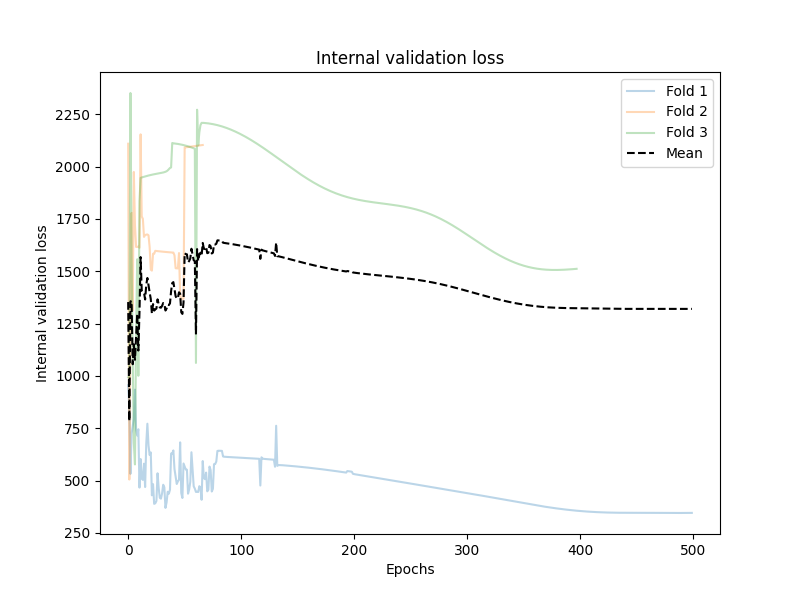 Internal validation loss
Fold 1
Fold 2
Fold 3
Mean
2250
2000
1750
1500
1250
1000
750
500
250
Internal validation loss
0
100
200
300
400
500
Epochs